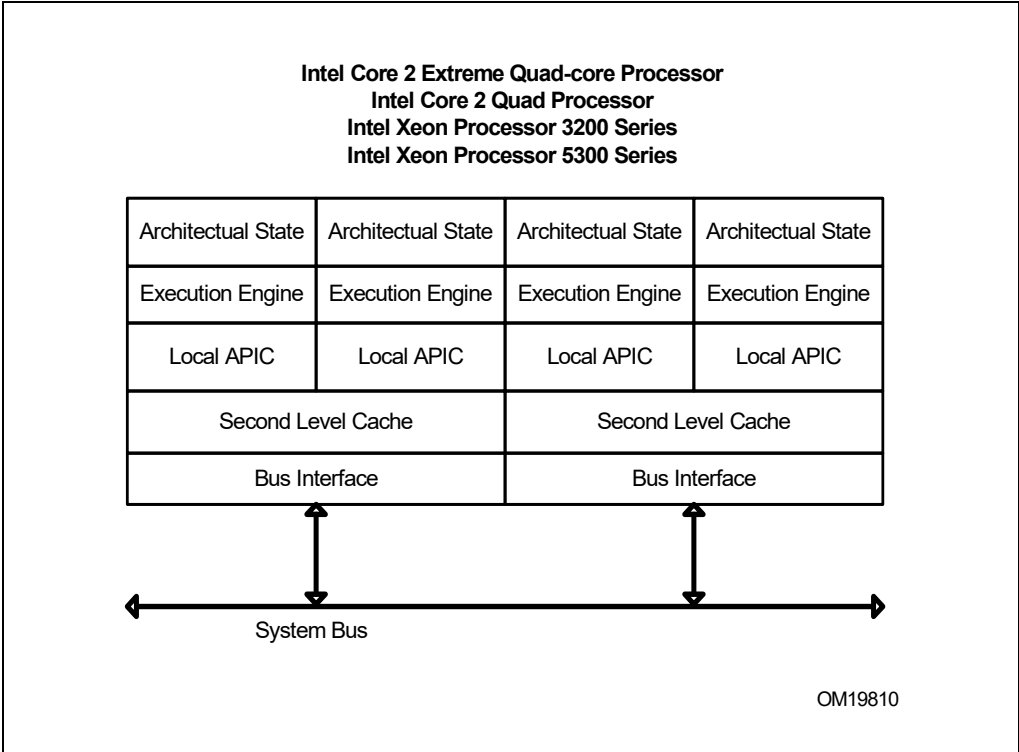 Intel Core 2 Extreme Quad-core Processor
Intel Core 2 Quad Processor
Intel Xeon Processor 3200 Series
Intel Xeon Processor 5300 Series
Architectual State Architectual State Architectual State Architectual State
Execution Engine Execution Engine Execution Engine Execution Engine
Local APIC Local APIC Local APIC Local APIC
Second Level Cache Second Level Cache
Bus Interface Bus Interface
System Bus
OM19810